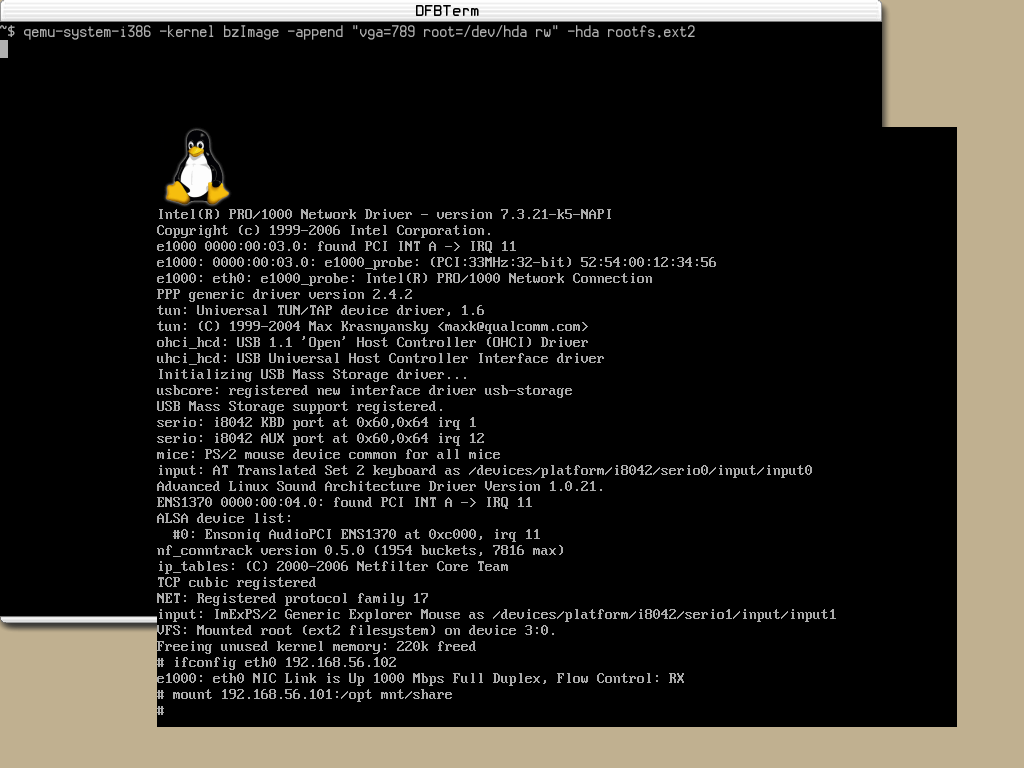 DFBTerm
~$ qemu-system-i386 -kernel bzImage -append "vga=789 root=/dev/hda rw" -hda rootfs.ext2
Intel(R) PRO/1000 Network Driver - version 7.3.21-k5-NAPI
Copyright (c) 1999-2006 Intel Corporation.
e1000 0000:00:03.0: found PCI INT A -> IRQ 11
e1000: 0000:00:03.0: e1000_probe: (PCI:33MHz:32-bit) 52:54:00:12:34:56
e1000: eth0: e1000_probe: Intel(R) PRO/1000 Network Connection
PPP generic driver version 2.4.2
tun: Universal TUN/TAP device driver, 1.6
tun: (C) 1999-2004 Max Krasnyansky <maxk@qualcomm.com>
ohci_hcd: USB 1.1 'Open' Host Controller (OHCI) Driver
uhci_hcd: USB Universal Host Controller Interface driver
Initializing USB Mass Storage driver...
usbcore: registered new interface driver usb-storage
USB Mass Storage support registered.
serio: i8042 KBD port at 0x60,0x64 irq 1
serio: i8042 AUX port at 0x60,0x64 irq 12
mice: PS/2 mouse device common for all mice
input: AT Translated Set 2 keyboard as /devices/platform/i8042/serio0/input/input0
Advanced Linux Sound Architecture Driver Version 1.0.21.
ENS1370 0000:00:04.0: found PCI INT A -> IRQ 11
ALSA device list:
  #0: Ensoniq AudioPCI ENS1370 at 0xc000, irq 11
nf_conntrack version 0.5.0 (1954 buckets, 7816 max)
ip_tables: (C) 2000-2006 Netfilter Core Team
TCP cubic registered
NET: Registered protocol family 17
input: ImExPS/2 Generic Explorer Mouse as /devices/platform/i8042/serio1/input/input1
VFS: Mounted root (ext2 filesystem) on device 3:0.
Freeing unused kernel memory: 220k freed
# ifconfig eth0 192.168.56.102
e1000: eth0 NIC Link is Up 1000 Mbps Full Duplex, Flow Control: RX
# mount 192.168.56.101:/opt mnt/share
#